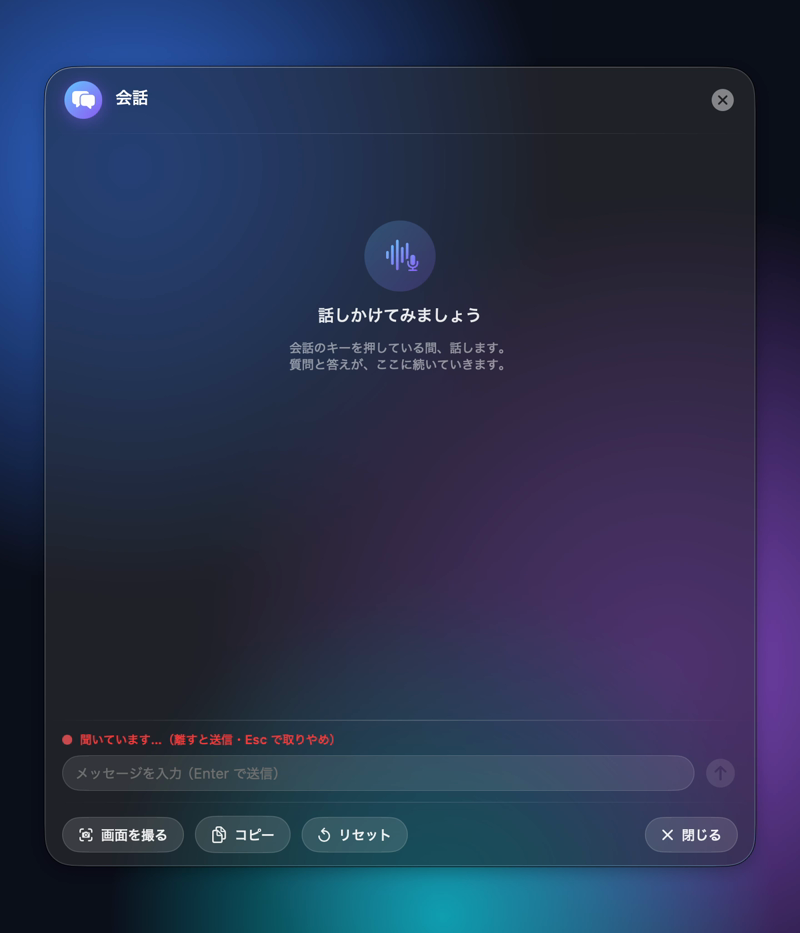 会話
話しかけてみましょう
会話のキーを押している間、話します。
質問と答えが、ここに続いていきます。
聞いています...（離すと送信・Esc で取りやめ）
メッセージを入力（Enter で送信）
画面を撮る
コピー
リセット
閉じる